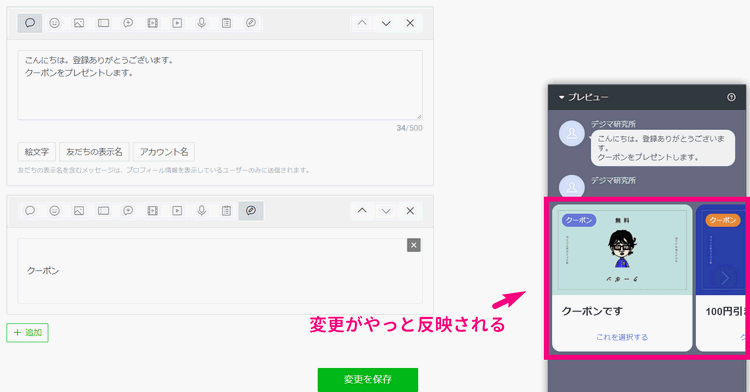 こんにちは。登録ありがとうございます。
クーポンをプレゼントします。
34/500
絵文字
友だちの表示名
アカウント名
友だちの表示名を含むメッセージは、プロフィール情報を表示しているユーザーのみに送信されます。
クーポン
+ 追加
変更を保存
変更がやっと反映される
プレビュー
デジマ研究所
こんにちは。登録ありがとうございま
す。
クーポンをプレゼントします。
デジマ研究所
クーポン
無料
クーポンです
これを選択する
クーポン
100円引き